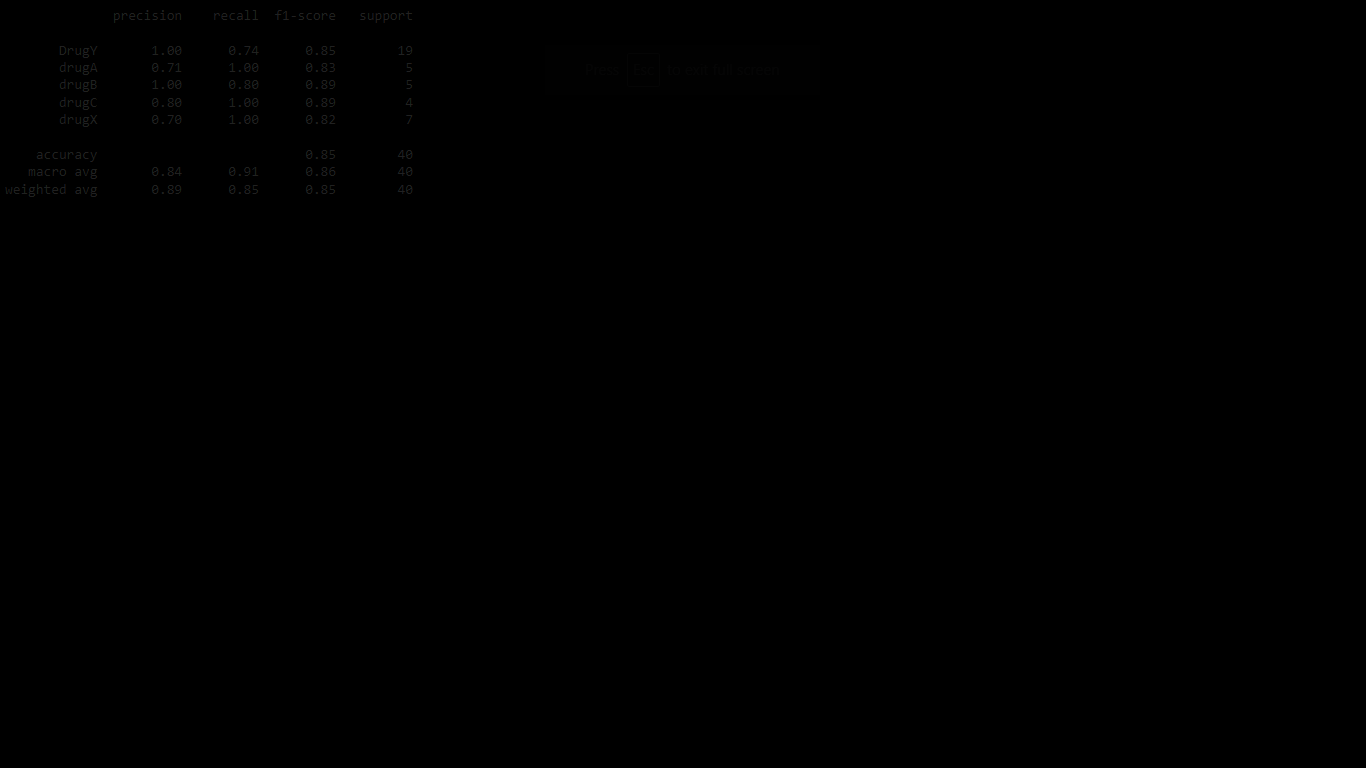 precision recall f1-score support
DrugY 1.00 0.74 0.85 19
drugA 0.71 1.00 0.83 5
drugB 1.00 0.80 0.89 5
drugC 0.80 1.00 0.89 4
drugX 0.70 1.00 0.82 7
accuracy 0.85 40
macro avg 0.84 0.91 0.86 40
weighted avg 0.89 0.85 0.85 40